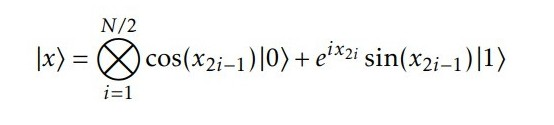 |x⟩ = ⨂_{i=1}^{N/2} cos(x_{2i−1})|0⟩ + e^{ix_{2i}} sin(x_{2i−1})|1⟩